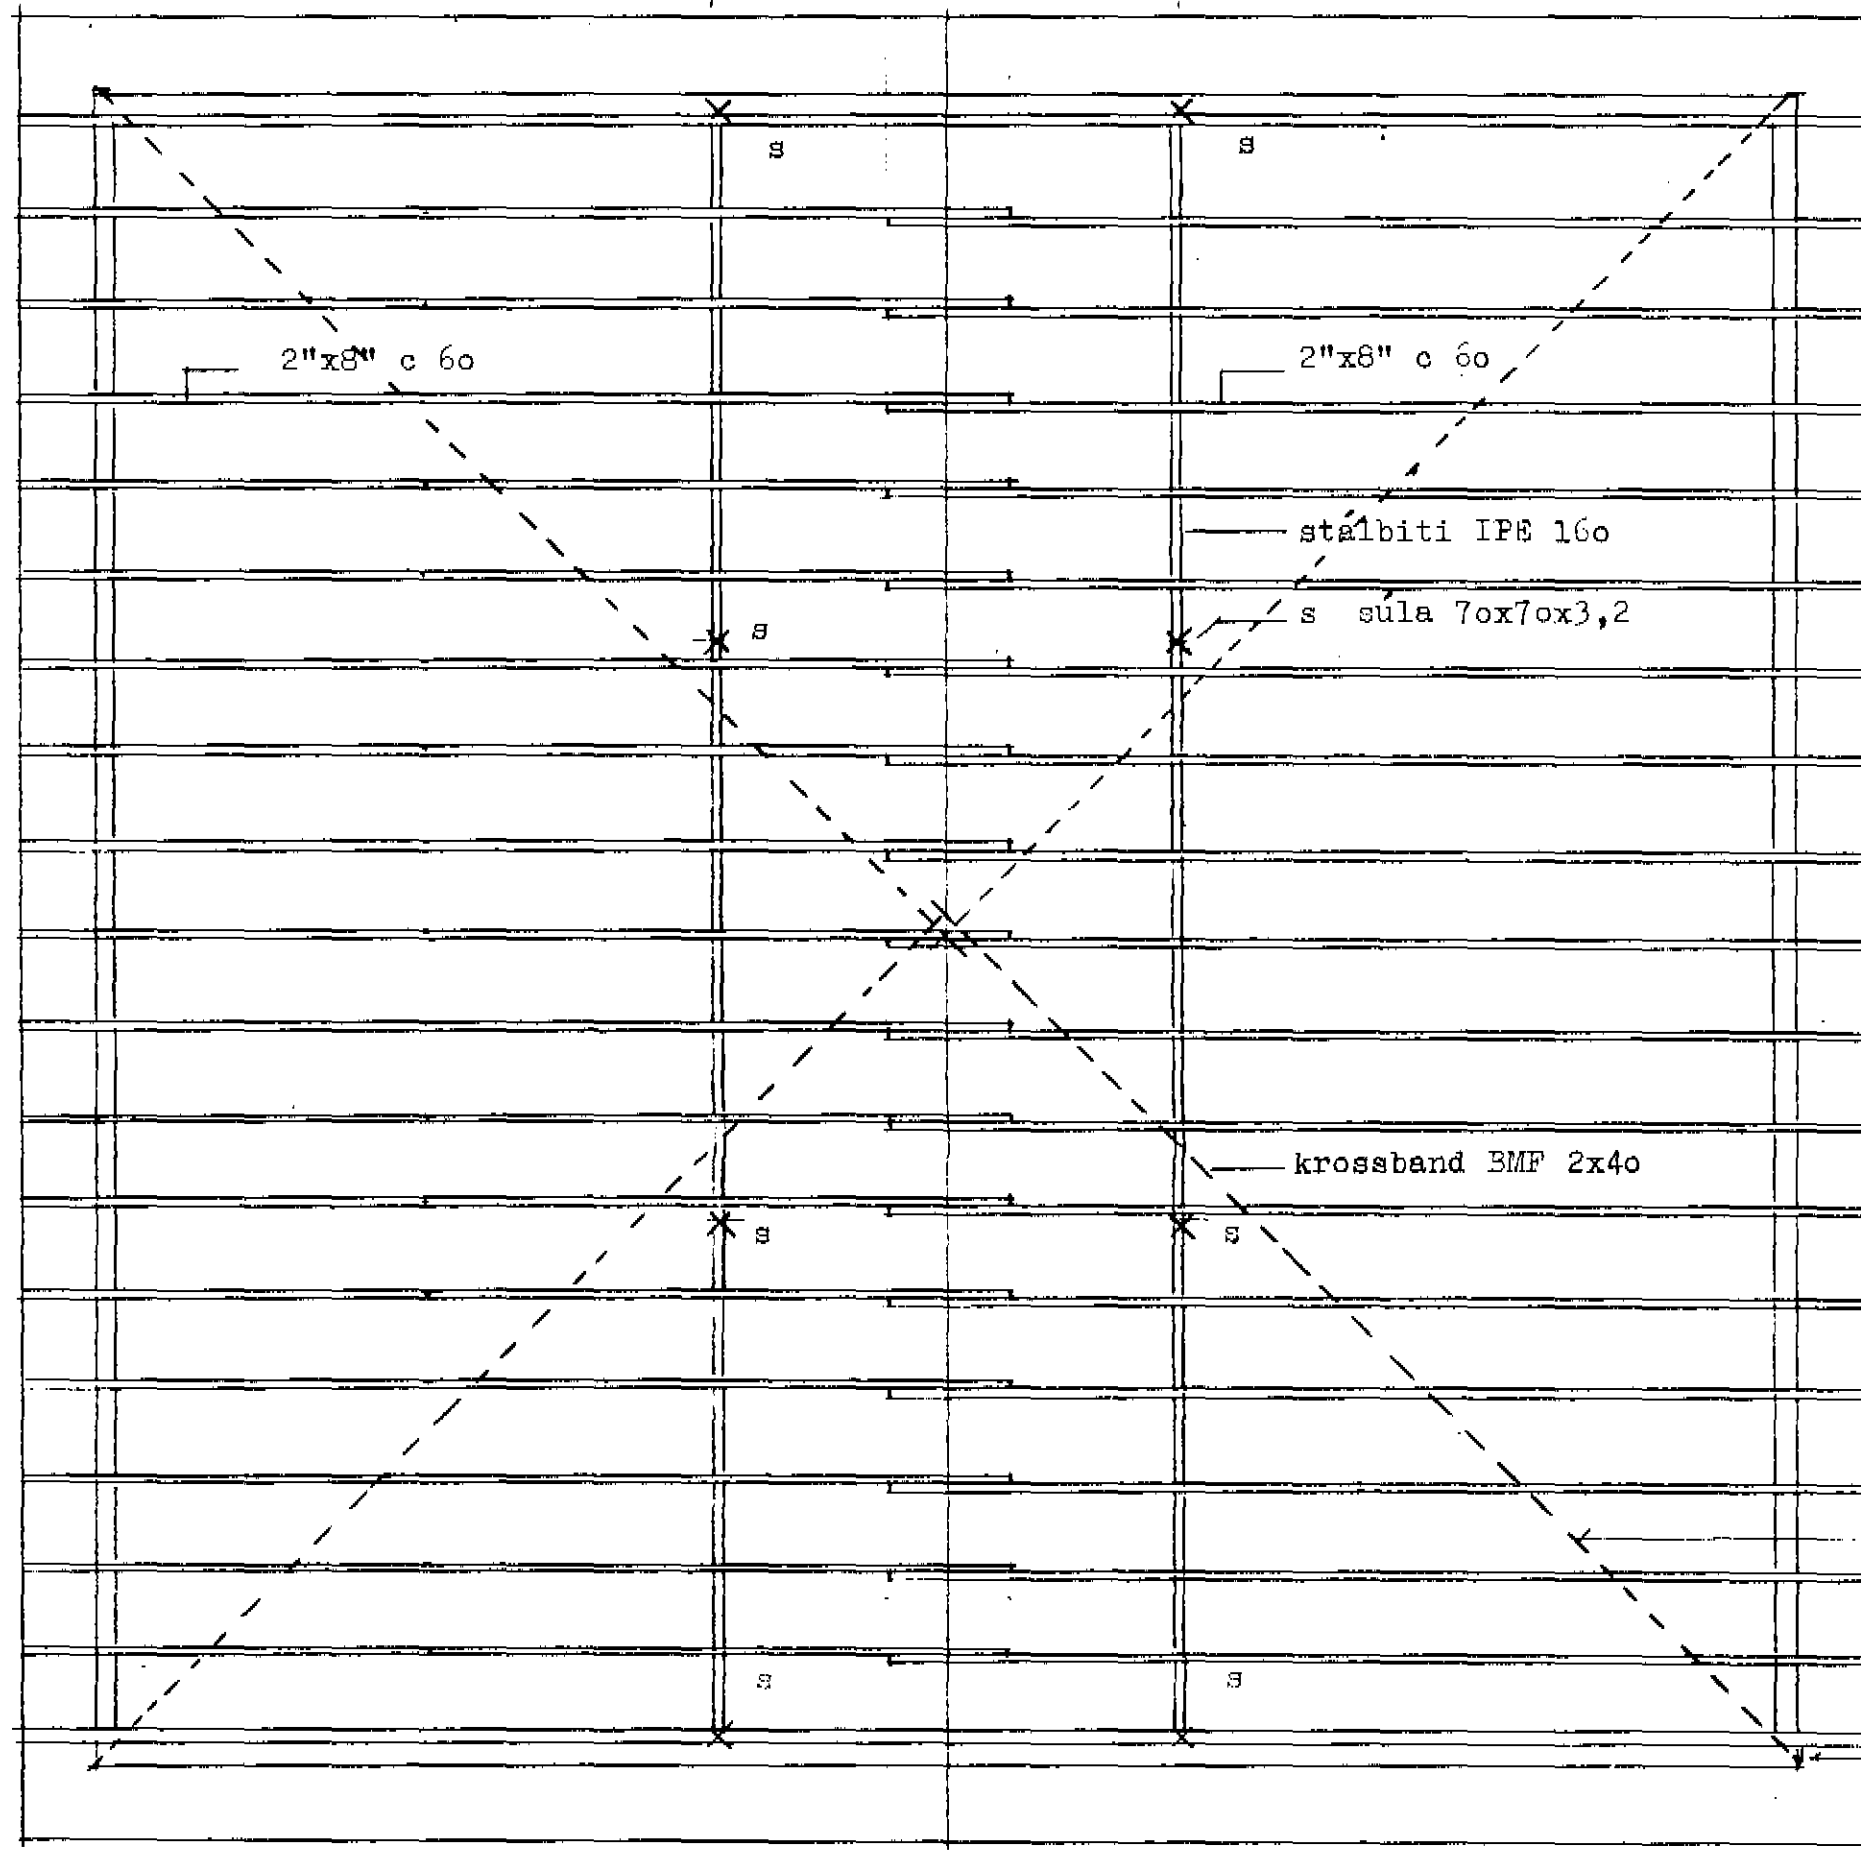 s
s
2"x8" c 6o
2"x8" c 6o
stálbiti IPE 16o
s súla 7ox7ox3,2
s
krossband BMF 2x4o
s
s
s
s